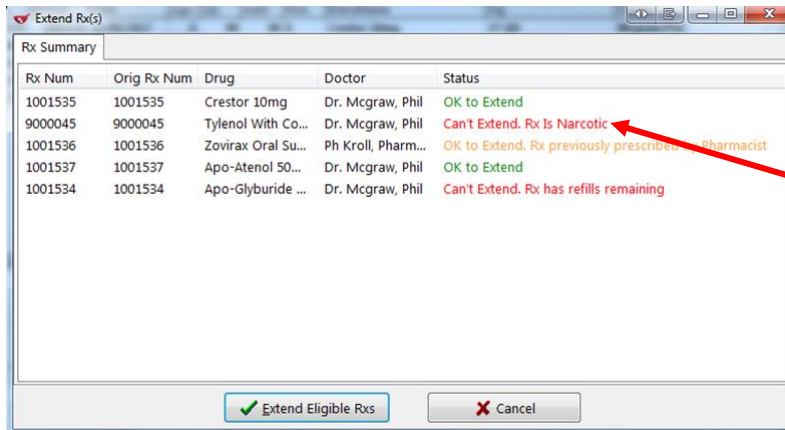 Extend Rx(s)
Rx Summary
Rx Num Orig Rx Num Drug Doctor Status
1001535 1001535 Crestor 10mg Dr. Mcgraw, Phil OK to Extend
9000045 9000045 Tylenol With Co... Dr. Mcgraw, Phil Can't Extend. Rx Is Narcotic
1001536 1001536 Zovirax Oral Su... Ph Kroll, Pharm... OK to Extend. Rx previously prescribed by Pharmacist
1001537 1001537 Apo-Atenol 50... Dr. Mcgraw, Phil OK to Extend
1001534 1001534 Apo-Glyburide ... Dr. Mcgraw, Phil Can't Extend. Rx has refills remaining
Extend Eligible Rxs Cancel